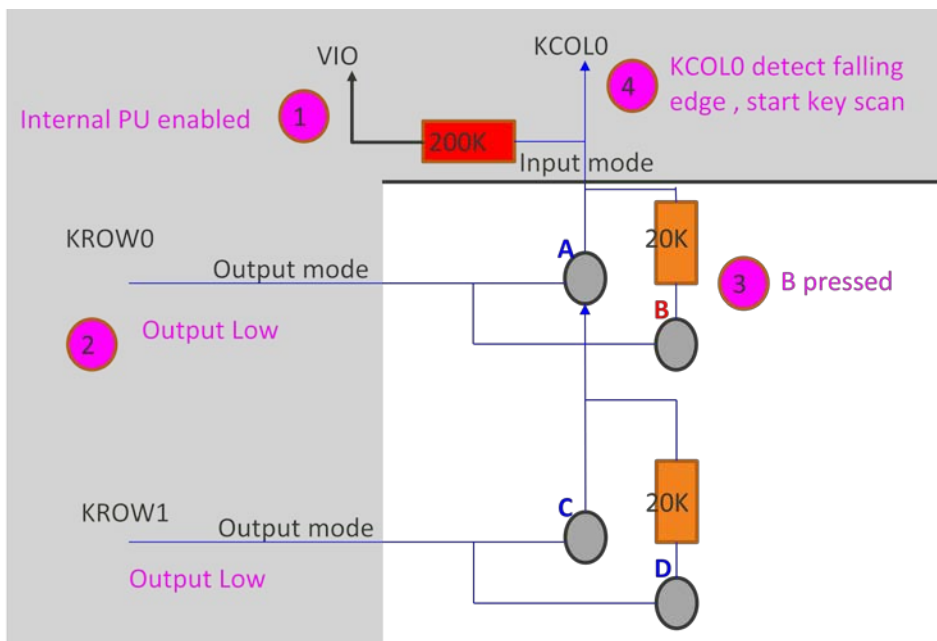 VIO
KCOL0
4
KCOL0 detect falling
edge , start key scan
Internal PU enabled
1
200K
Input mode
KROW0
20K
A
Output mode
3
B pressed
B
Output Low
2
20K
KROW1
C
Output mode
D
Output Low